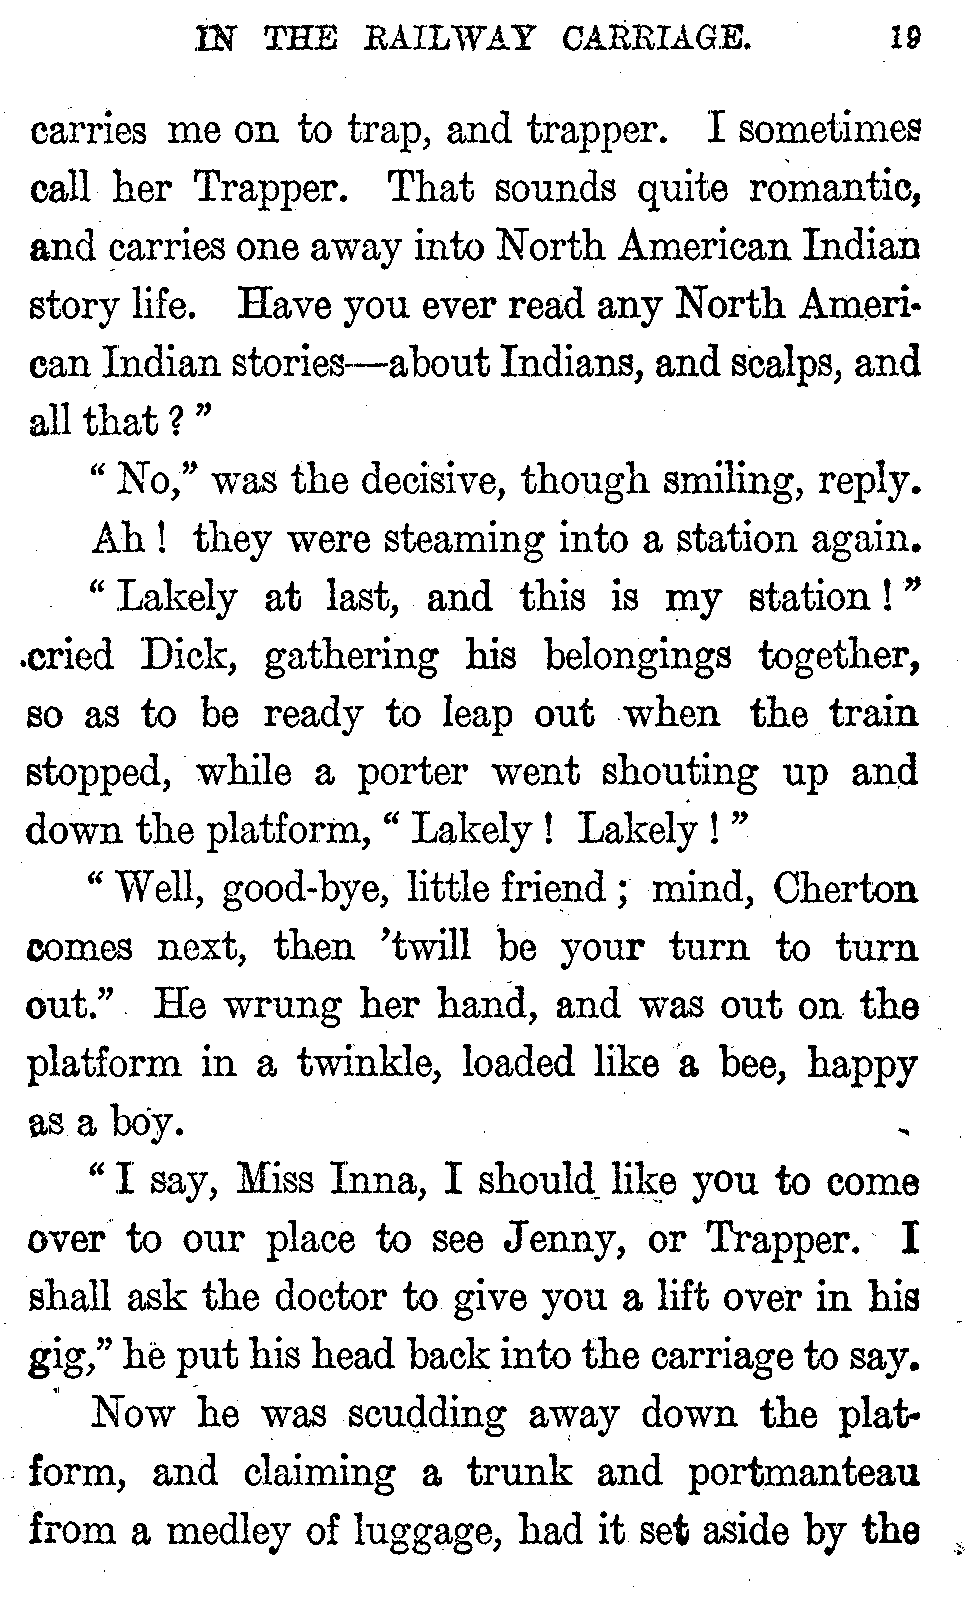 IN THE RAILWAY CARRIAGE. 19
carries me on to trap, and trapper. I sometimes
call her Trapper. That sounds quite romantic,
and carries one away into North American Indian
story life. Have you ever read any North Ameri-
can Indian stories—about Indians, and scalps, and
all that ? ”
“ No,” was the decisive, though smiling, reply.
Ah ! they were steaming into a station again.
“ Lakely at last, and this is my station ! ”
cried Dick, gathering his belongings together,
so as to be ready to leap out when the train
stopped, while a porter went shouting up and
down the platform, “ Lakely ! Lakely ! ”
“ Well, good-bye, little friend ; mind, Cherton
comes next, then ’twill be your turn to turn
out.” He wrung her hand, and was out on the
platform in a twinkle, loaded like a bee, happy
as a boy.
“ I say, Miss Inna, I should like you to come
over to our place to see Jenny, or Trapper. I
shall ask the doctor to give you a lift over in his
gig,” he put his head back into the carriage to say.
Now he was scudding away down the plat-
form, and claiming a trunk and portmanteau
from a medley of luggage, had it set aside by the